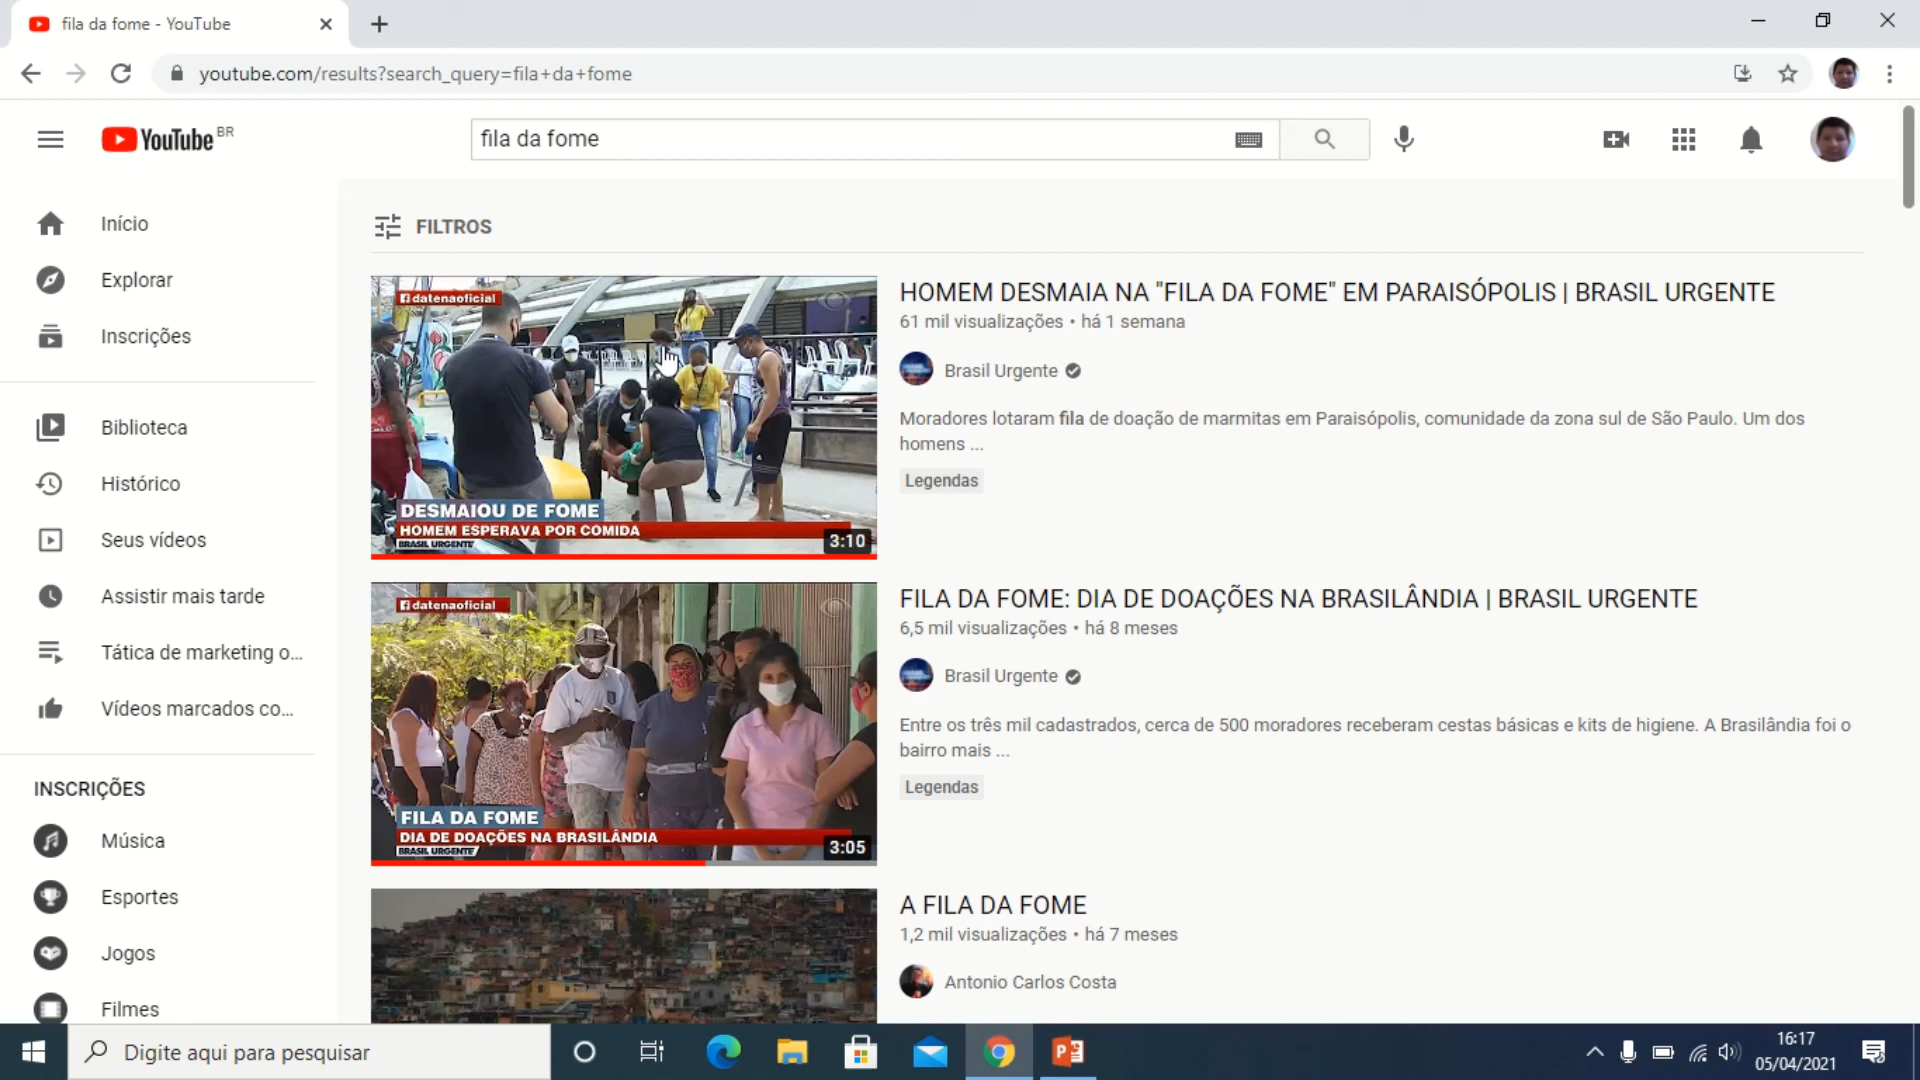 fila da fome - YouTube
youtube.com/results?search_query=fila+da+fome
YouTube BR
fila da fome
Início
Explorar
Inscrições
Biblioteca
Histórico
Seus vídeos
Assistir mais tarde
Tática de marketing o...
Vídeos marcados co...
INSCRIÇÕES
Música
Esportes
Jogos
Filmes
FILTROS
datenaoficial
DESMAIOU DE FOME
HOMEM ESPERAVA POR COMIDA
BRASIL URGENTE
3:10
HOMEM DESMAIA NA "FILA DA FOME" EM PARAISÓPOLIS | BRASIL URGENTE
61 mil visualizações • há 1 semana
Brasil Urgente
Moradores lotaram fila de doação de marmitas em Paraisópolis, comunidade da zona sul de São Paulo. Um dos
homens ...
Legendas
datenaoficial
FILA DA FOME
DIA DE DOAÇÕES NA BRASILÂNDIA
BRASIL URGENTE
3:05
FILA DA FOME: DIA DE DOAÇÕES NA BRASILÂNDIA | BRASIL URGENTE
6,5 mil visualizações • há 8 meses
Brasil Urgente
Entre os três mil cadastrados, cerca de 500 moradores receberam cestas básicas e kits de higiene. A Brasilândia foi o
bairro mais ...
Legendas
A FILA DA FOME
1,2 mil visualizações • há 7 meses
Antonio Carlos Costa
Digite aqui para pesquisar
16:17
05/04/2021